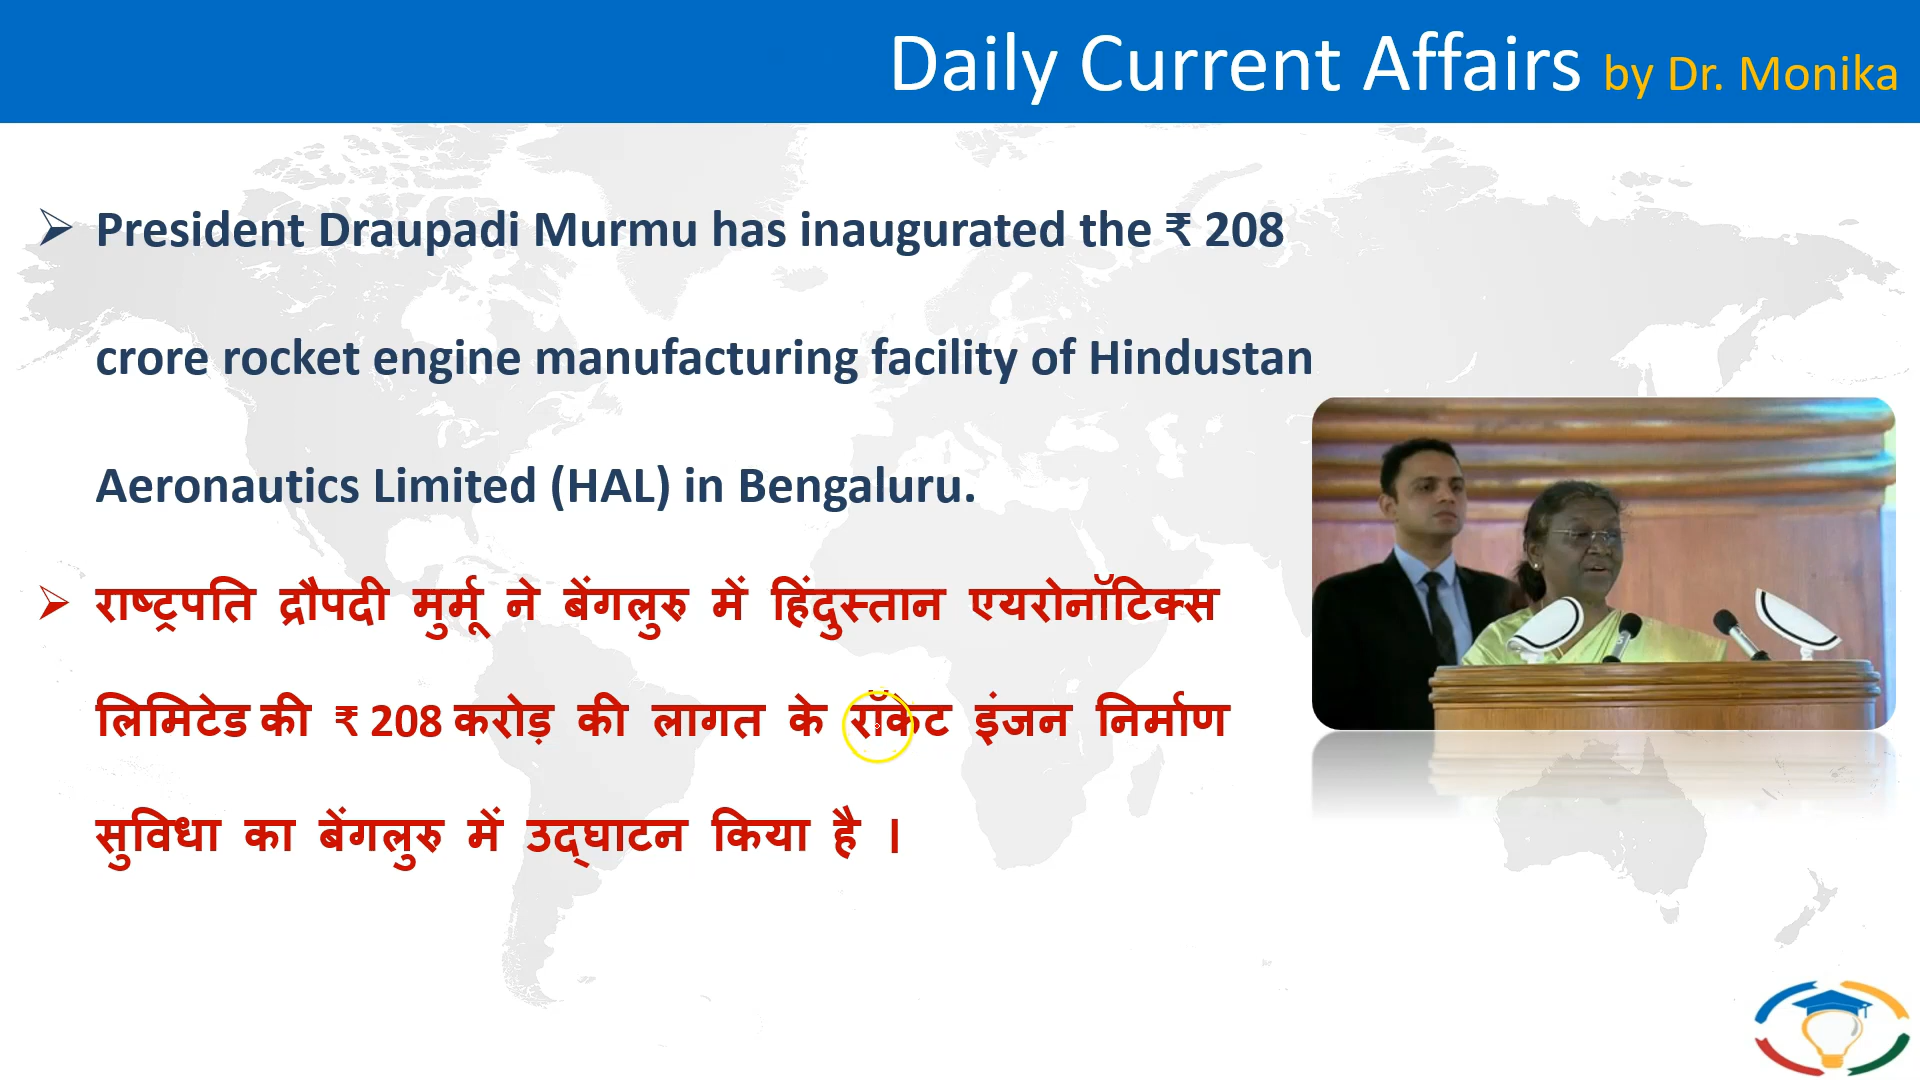 Daily Current Affairs by Dr. Monika
President Draupadi Murmu has inaugurated the ₹ 208
crore rocket engine manufacturing facility of Hindustan
Aeronautics Limited (HAL) in Bengaluru.
राष्ट्रपति द्रौपदी मुर्मू ने बेंगलुरु में हिंदुस्तान एयरोनॉटिक्स
लिमिटेड की ₹ 208 करोड़ की लागत के रॉकेट इंजन निर्माण
सुविधा का बेंगलुरु में उद्घाटन किया है ।